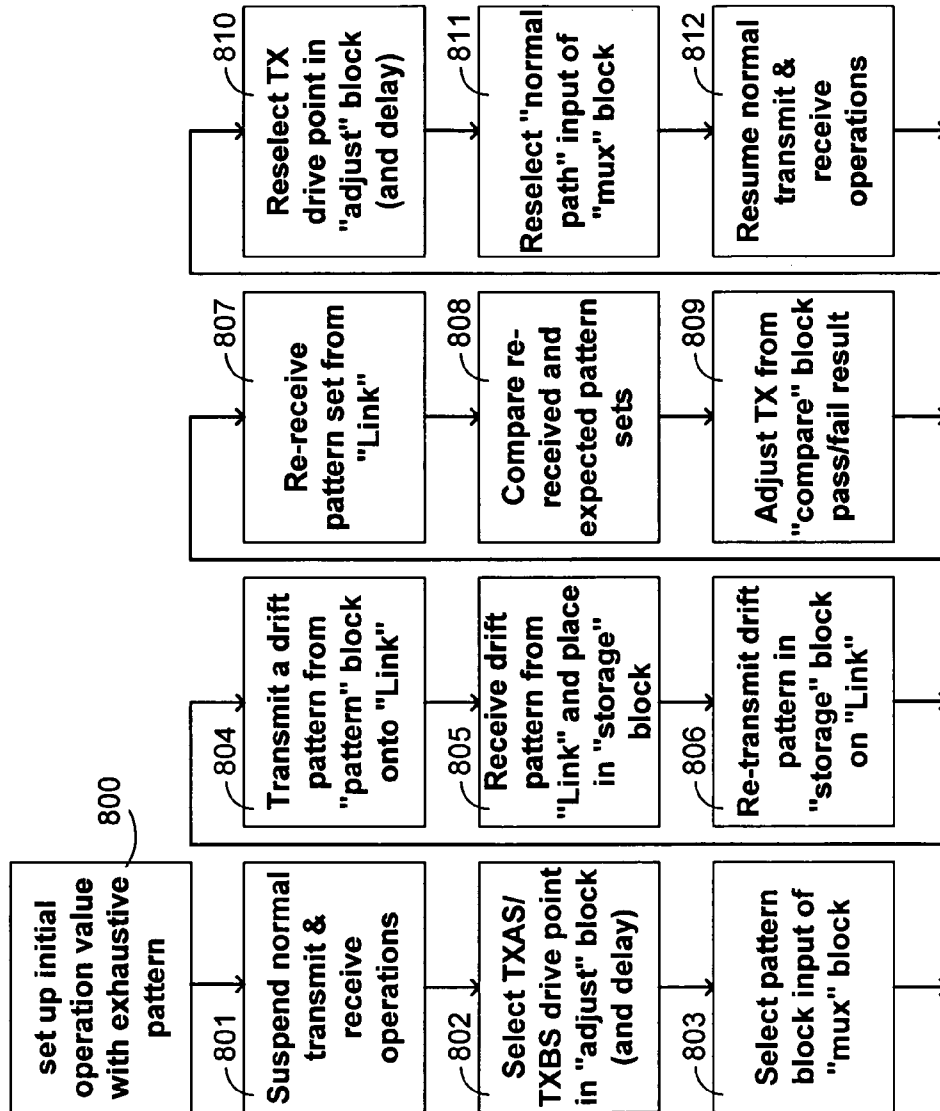 800
set up initial
operation value
with exhaustive
pattern
801
Suspend normal
transmit &
receive
operations
802
Select TXAS/
TXBS drive point
in "adjust" block
(and delay)
803
Select pattern
block input of
"mux" block
804
Transmit a drift
pattern from
"pattern" block
onto "Link"
805
Receive drift
pattern from
"Link" and place
in "storage"
block
806
Re-transmit drift
pattern in
"storage" block
on "Link"
807
Re-receive
pattern set from
"Link"
808
Compare re-
received and
expected pattern
sets
809
Adjust TX from
"compare" block
pass/fail result
810
Reselect TX
drive point in
"adjust" block
(and delay)
811
Reselect "normal
path" input of
"mux" block
812
Resume normal
transmit &
receive
operations